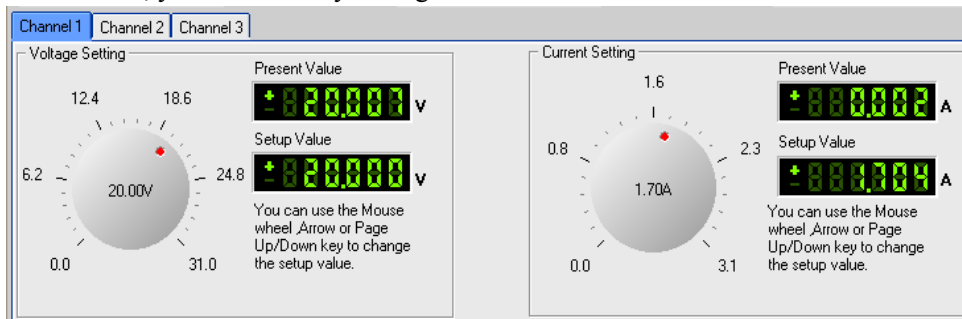 Channel 1 Channel 2 Channel 3
Voltage Setting
Present Value
+ 20.007 V
Setup Value
+ 20.000 V
You can use the Mouse
wheel ,Arrow or Page
Up/Down key to change
the setup value.
12.4 18.6
6.2 24.8
20.00V
0.0 31.0
Current Setting
Present Value
+ 0.002 A
Setup Value
+ 1.704 A
You can use the Mouse
wheel ,Arrow or Page
Up/Down key to change
the setup value.
1.6
0.8 2.3
1.70A
0.0 3.1